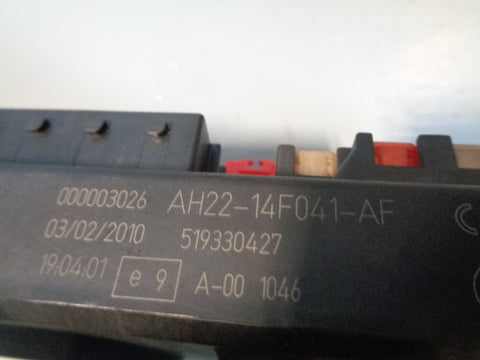 000003026 AH22-14F041-AF
03/02/2010 519330427
19:04:01 e 9 A-00 1046